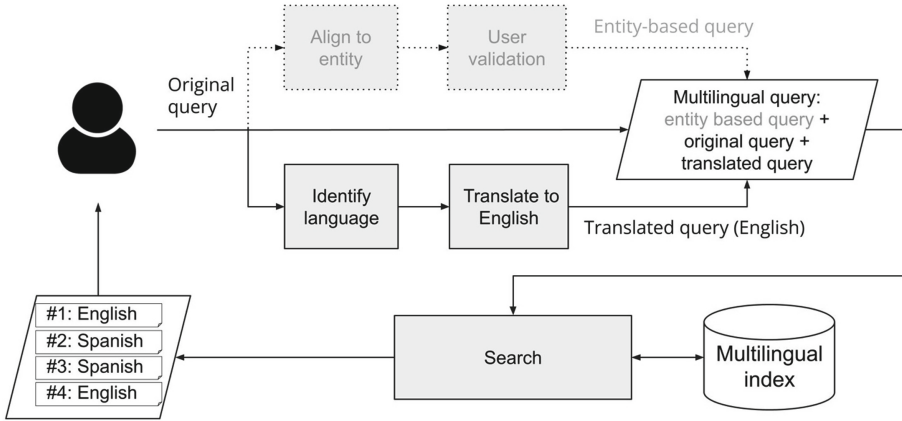 Align to
entity
User
validation
Entity-based query
Original
query
Multilingual query:
entity based query +
original query +
translated query
Identify
language
Translate to
English
Translated query (English)
#1: English
#2: Spanish
#3: Spanish
#4: English
Search
Multilingual
index